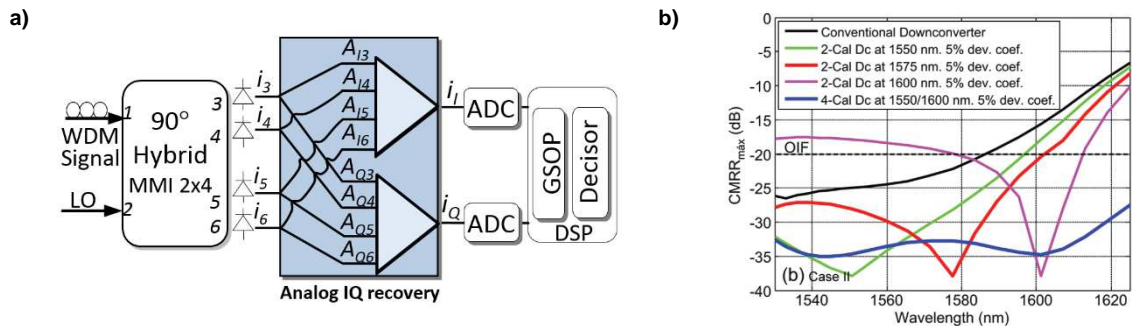 a)
1
WDM
Signal
LO
2
90°
Hybrid
MMI 2x4
3
4
5
6
i3
i4
i5
i6
AI3
AI4
AI5
AI6
AQ3
AQ4
AQ5
AQ6
Analog IQ recovery
iI
iQ
ADC
ADC
GSOP
Decisor
DSP
b)
CMRRmáx (dB)
0
-5
-10
-15
-20
-25
-30
-35
-40
Conventional Downconverter
2-Cal Dc at 1550 nm. 5% dev. coef.
2-Cal Dc at 1575 nm. 5% dev. coef.
2-Cal Dc at 1600 nm. 5% dev. coef.
4-Cal Dc at 1550/1600 nm. 5% dev. coef.
OIF
(b) Case II
1540
1560
1580
1600
1620
Wavelength (nm)